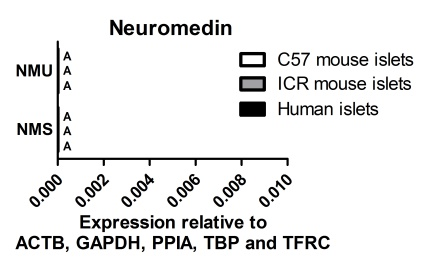 Neuromedin
C57 mouse islets
ICR mouse islets
Human islets
NMU
A
A
A
NMS
A
A
A
0.000 0.002 0.004 0.006 0.008 0.010
Expression relative to
ACTB, GAPDH, PPIA, TBP and TFRC